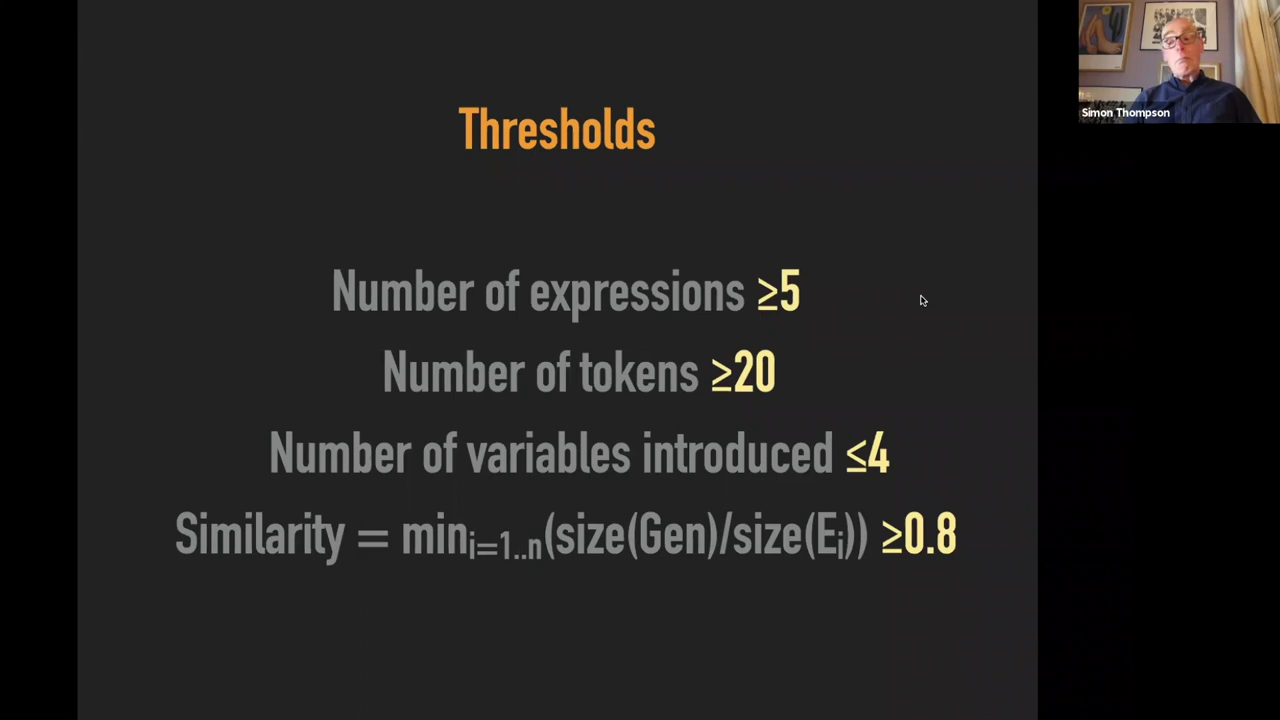 Thresholds
Number of expressions ≥5
Number of tokens ≥20
Number of variables introduced ≤4
Similarity = minᵢ₌₁..ₙ(size(Gen)/size(Eᵢ)) ≥0.8
Simon Thompson